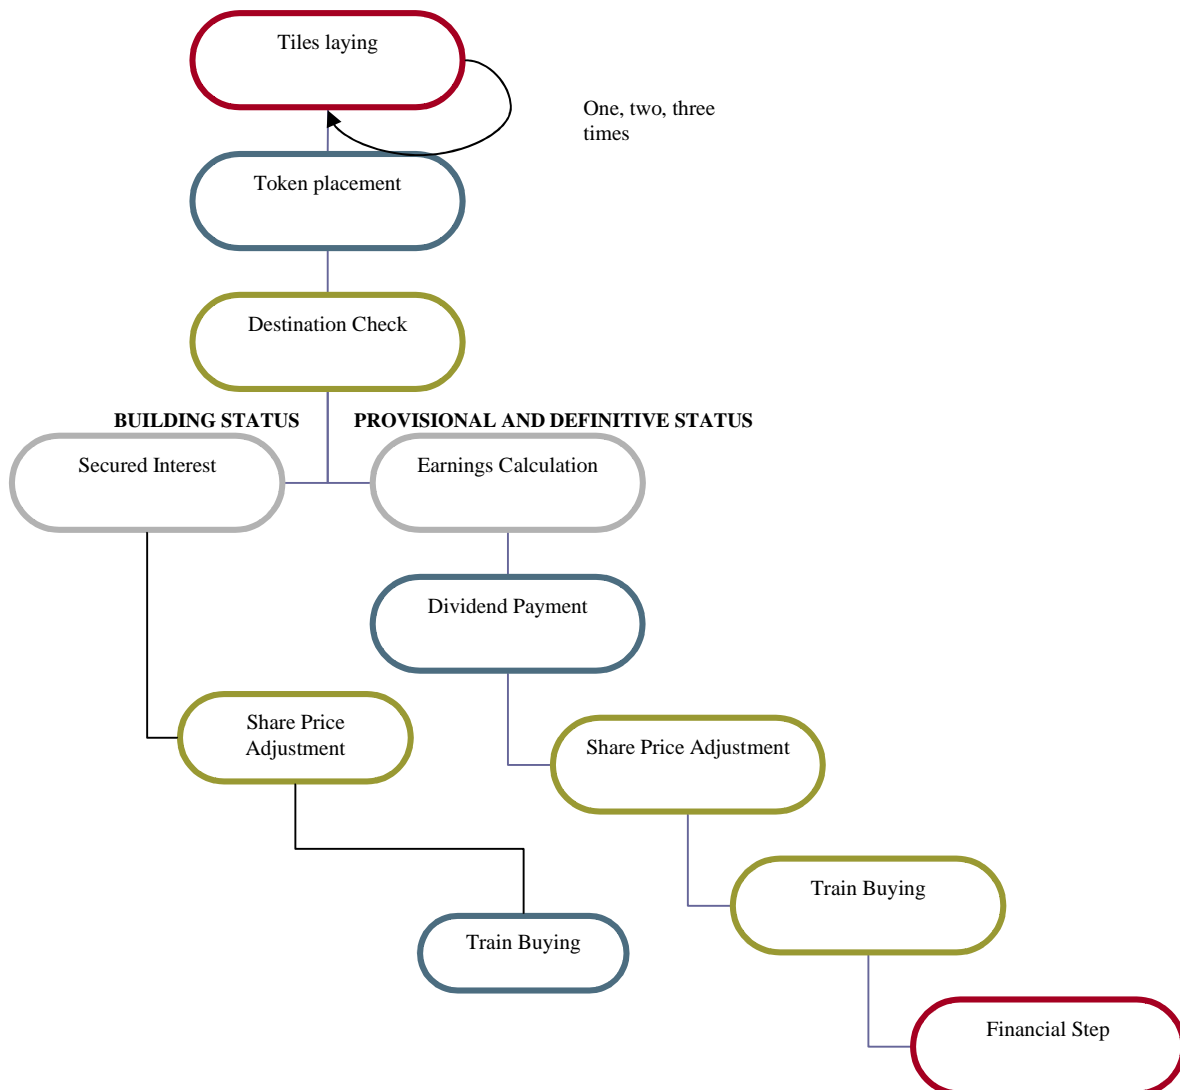 Tiles laying
One, two, three
times
Token placement
Destination Check
BUILDING STATUS
PROVISIONAL AND DEFINITIVE STATUS
Secured Interest
Earnings Calculation
Dividend Payment
Share Price
Adjustment
Share Price Adjustment
Train Buying
Train Buying
Financial Step